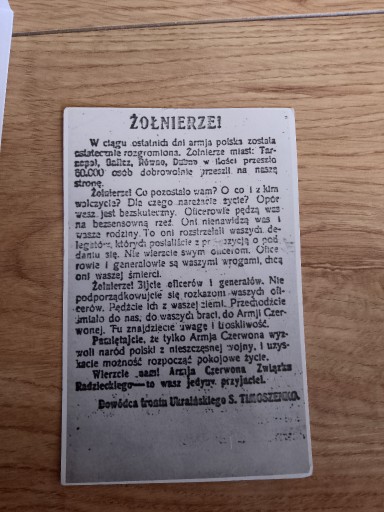 ŻOŁNIERZE!
W ciągu ostatnich dni armja polska została
ostatecznie rozgromiona. Żołnierze miast: Tar-
nopol, Galicz, Równo, Dubno w ilości przeszło
60.000 osób dobrowolnie przeszli na naszą
stronę.
Żołnierze! Co pozostało wam? O co i z kim
walczycie? Dla czego narażacie życie? Opór
wasz jest bezskuteczny. Oficerowie pędzą was
na bezsensowną rzeź. Oni nienawidzą was i
wasze rodziny. To oni rozstrzelali waszych de-
legatów, których posłaliście z propozycją o pod-
daniu się. Nie wierzcie swym oficerom. Ofice-
rowie i generałowie są waszymi wrogami, chcą
oni waszej śmierci.
Żołnierze! Bijcie oficerów i generałów. Nie
podporządkowujcie się rozkazom waszych ofi-
cerów. Pędźcie ich z waszej ziemi. Przechodźcie
śmiało do nas, do waszych braci, do Armji Czer-
wonej. Tu znajdziecie uwagę i troskliwość.
Pamiętajcie, że tylko Armja Czerwona wyz-
woli naród polski z nieszczęsnej wojny, i uzys-
kacie możność rozpocząć pokojowe życie.
Wierzcie nam! Armja Czerwona Związku
Radzieckiego—to wasz jedyny przyjaciel.
Dowódca frontu Ukraińskiego S. TIMOSZENKO.